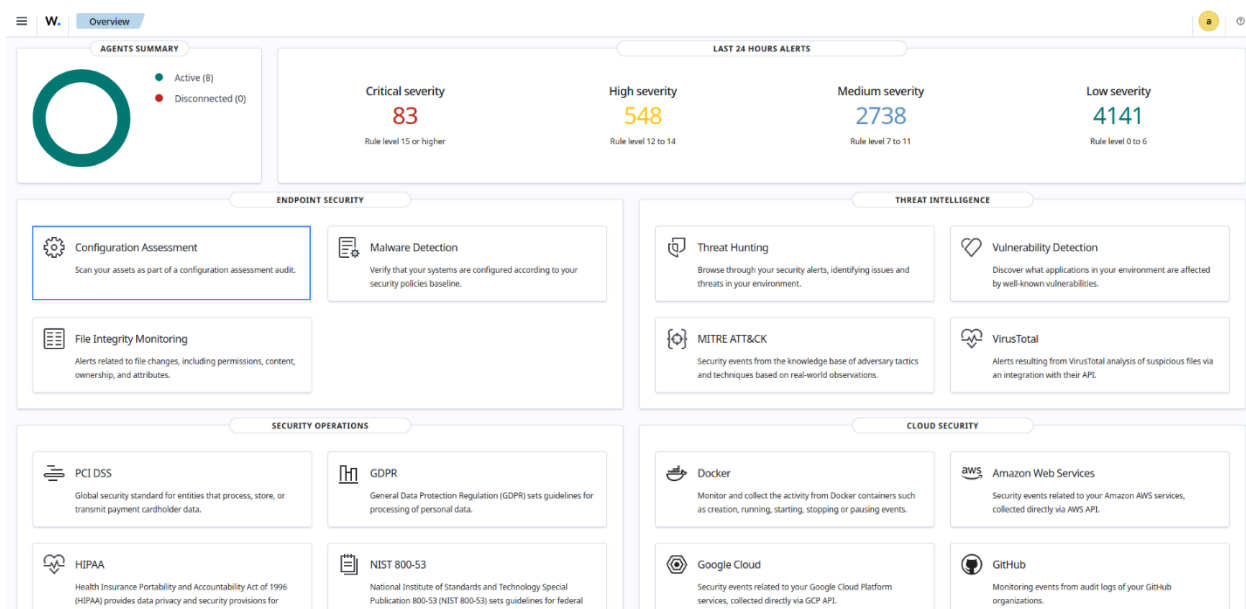 W. Overview a
AGENTS SUMMARY
Active (8)
Disconnected (0)
LAST 24 HOURS ALERTS
Critical severity
83
Rule level 15 or higher
High severity
548
Rule level 12 to 14
Medium severity
2738
Rule level 7 to 11
Low severity
4141
Rule level 0 to 6
ENDPOINT SECURITY
Configuration Assessment
Scan your assets as part of a configuration assessment audit.
Malware Detection
Verify that your systems are configured according to your
security policies baseline.
File Integrity Monitoring
Alerts related to file changes, including permissions, content,
ownership, and attributes.
THREAT INTELLIGENCE
Threat Hunting
Browse through your security alerts, identifying issues and
threats in your environment.
Vulnerability Detection
Discover what applications in your environment are affected
by well-known vulnerabilities.
MITRE ATT&CK
Security events from the knowledge base of adversary tactics
and techniques based on real-world observations.
VirusTotal
Alerts resulting from VirusTotal analysis of suspicious files via
an integration with their API.
SECURITY OPERATIONS
PCI DSS
Global security standard for entities that process, store, or
transmit payment cardholder data.
GDPR
General Data Protection Regulation (GDPR) sets guidelines for
processing of personal data.
HIPAA
Health Insurance Portability and Accountability Act of 1996
(HIPAA) provides data privacy and security provisions for
NIST 800-53
National Institute of Standards and Technology Special
Publication 800-53 (NIST 800-53) sets guidelines for federal
CLOUD SECURITY
Docker
Monitor and collect the activity from Docker containers such
as creation, running, starting, stopping or pausing events.
aws
Amazon Web Services
Security events related to your Amazon AWS services,
collected directly via AWS API.
Google Cloud
Security events related to your Google Cloud Platform
services, collected directly via GCP API.
GitHub
Monitoring events from audit logs of your GitHub
organizations.